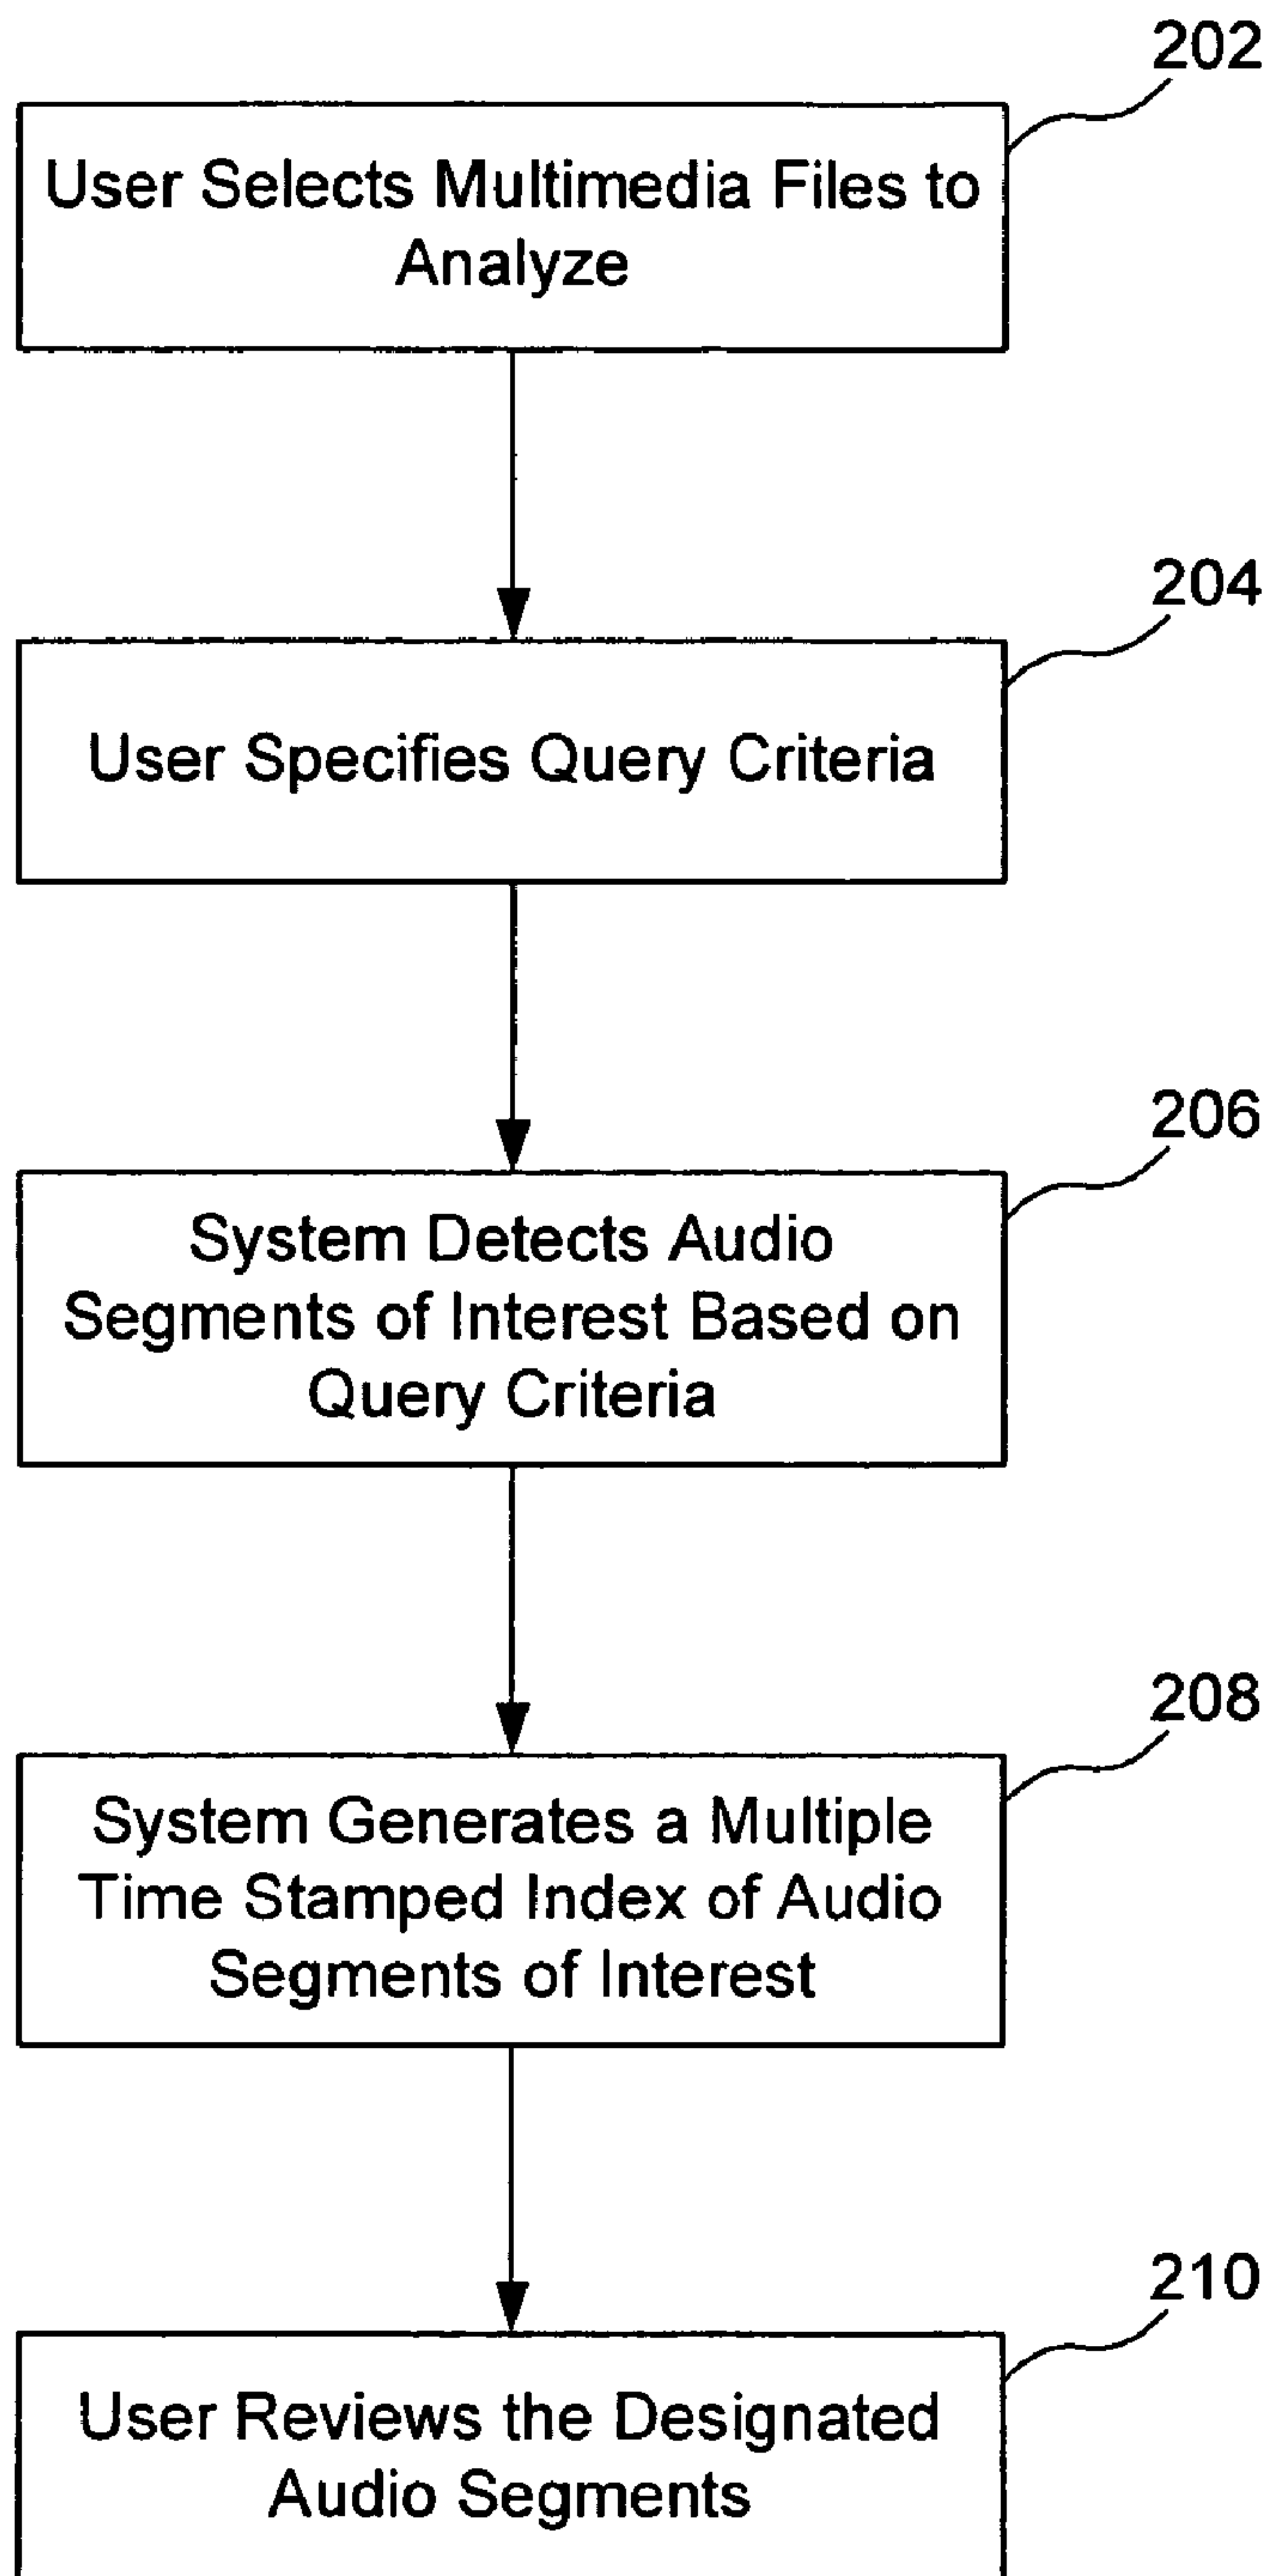 202
User Selects Multimedia Files to
Analyze
204
User Specifies Query Criteria
206
System Detects Audio
Segments of Interest Based on
Query Criteria
208
System Generates a Multiple
Time Stamped Index of Audio
Segments of Interest
210
User Reviews the Designated
Audio Segments